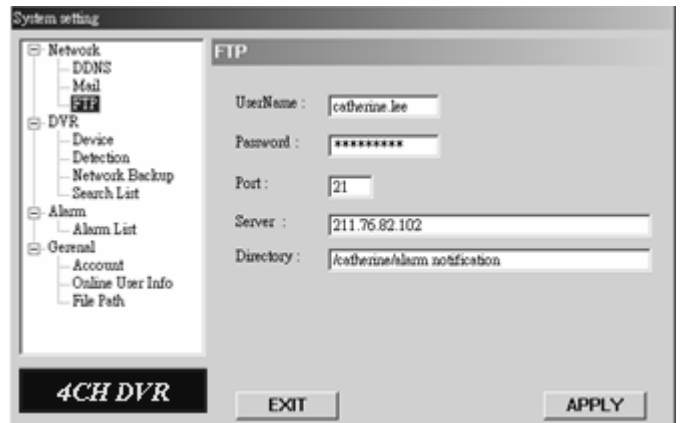 System setting
Network
DDNS
Mail
FTP
DVR
Device
Detection
Network Backup
Search List
Alarm
Alarm List
Gerenal
Account
Online User Info
File Path
4CH DVR
FTP
UserName : catherine.lee
Password : *********
Port : 21
Server : 211.76.82.102
Directory : /catherine/alarm notification
EXIT
APPLY